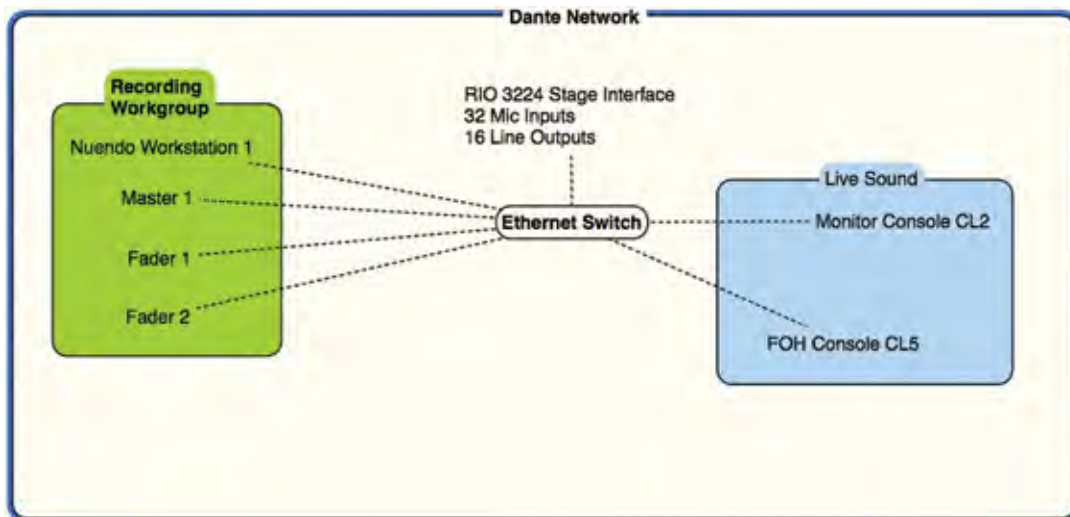 Dante Network
Recording
Workgroup
Nuendo Workstation 1
Master 1
Fader 1
Fader 2
RIO 3224 Stage Interface
32 Mic Inputs
16 Line Outputs
Ethernet Switch
Live Sound
Monitor Console CL2
FOH Console CL5